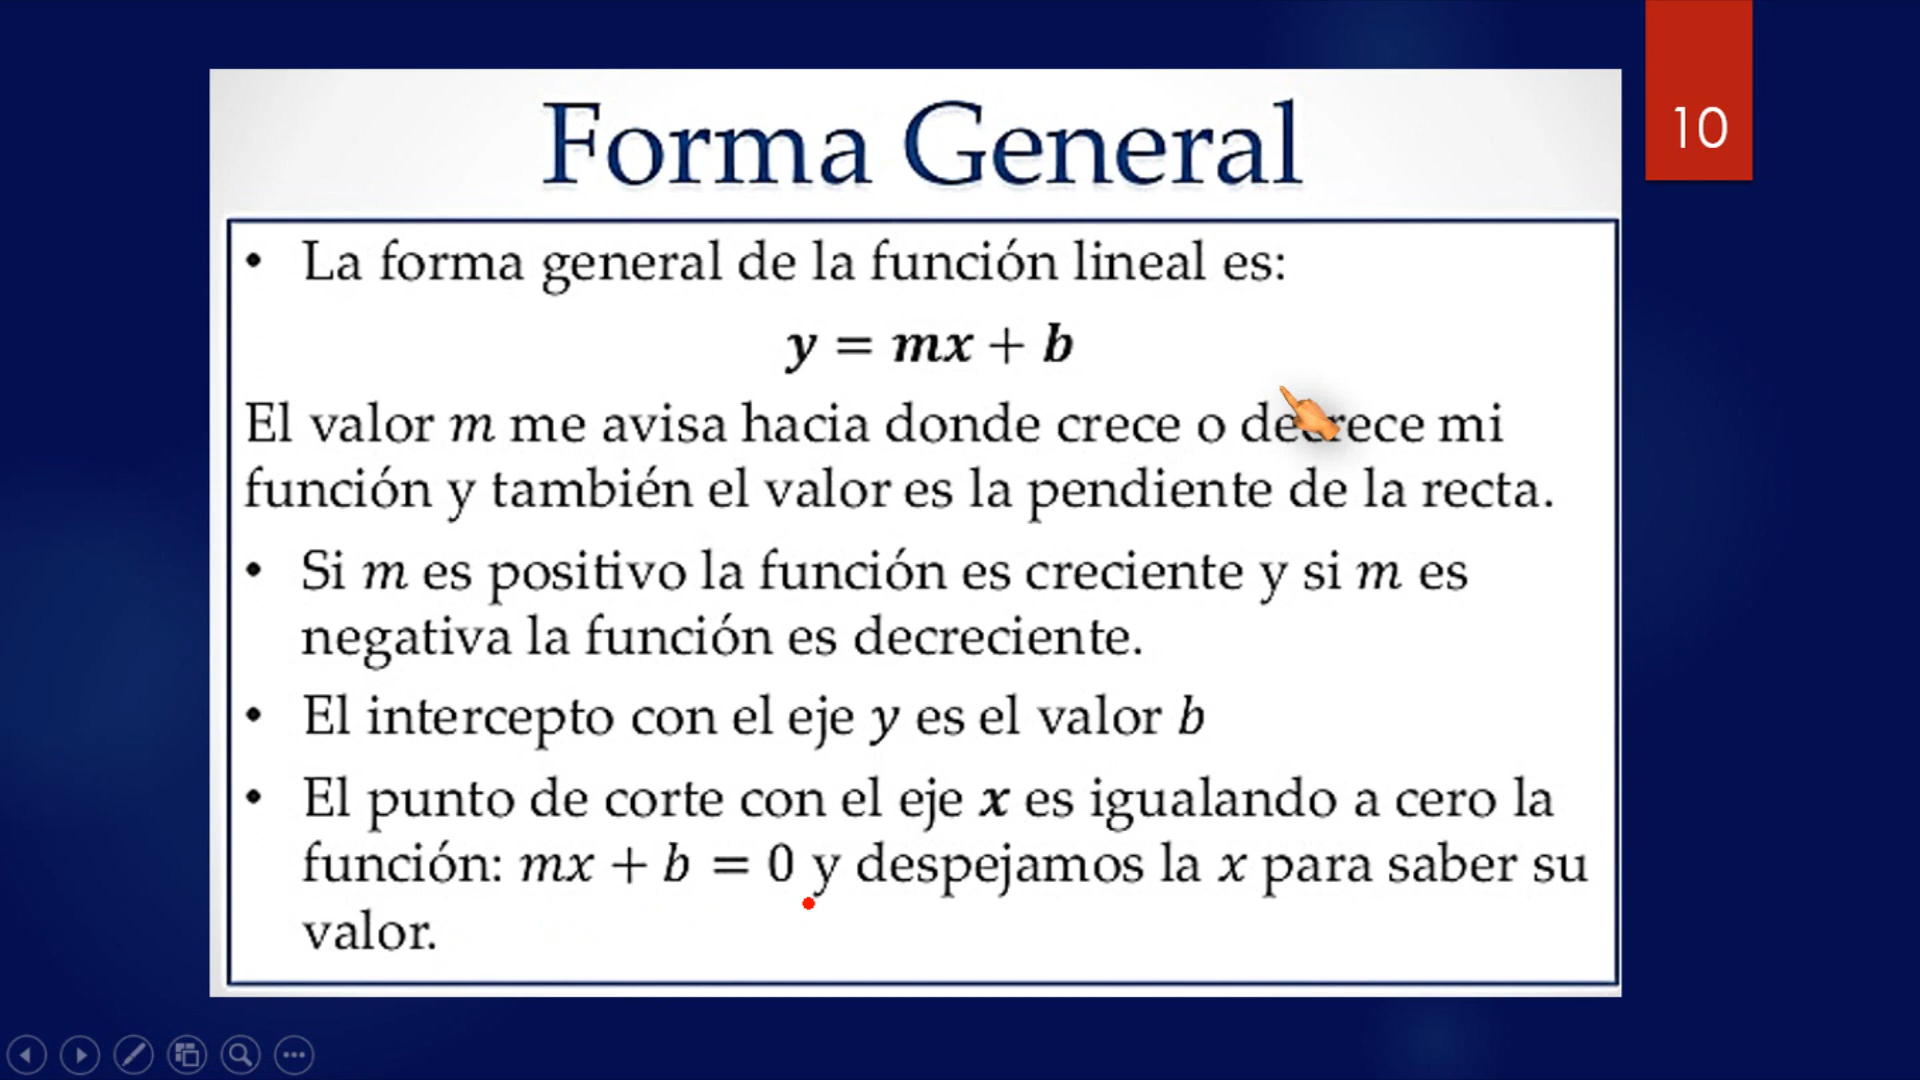 10
Forma General
• La forma general de la función lineal es:
y = mx + b
El valor m me avisa hacia donde crece o decrece mi
función y también el valor es la pendiente de la recta.
• Si m es positivo la función es creciente y si m es
negativa la función es decreciente.
• El intercepto con el eje y es el valor b
• El punto de corte con el eje x es igualando a cero la
función: mx + b = 0 y despejamos la x para saber su
valor.